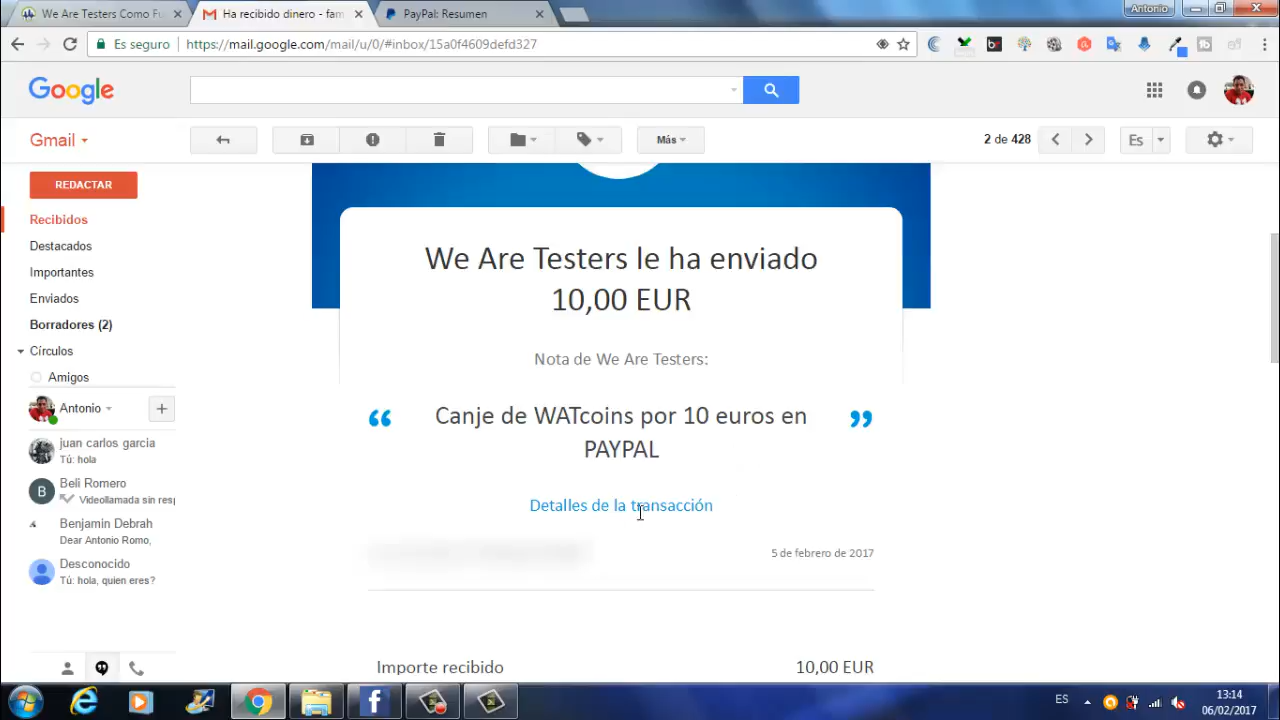 We Are Testers Como Fu
Ha recibido dinero - fam
PayPal: Resumen
Antonio
Es seguro
https://mail.google.com/mail/u/0/#inbox/15a0f4609defd327
Google
Gmail
Más
2 de 428
Es
REDACTAR
Recibidos
Destacados
Importantes
Enviados
Borradores (2)
Círculos
Amigos
Antonio
juan carlos garcia
Tú: hola
B
Beli Romero
Videollamada sin resp
Benjamin Debrah
Dear Antonio Romo,
Desconocido
Tú: hola, quien eres?
We Are Testers le ha enviado
10,00 EUR
Nota de We Are Testers:
“ Canje de WATcoins por 10 euros en ”
PAYPAL
Detalles de la transacción
5 de febrero de 2017
Importe recibido 10,00 EUR
ES
13:14
06/02/2017